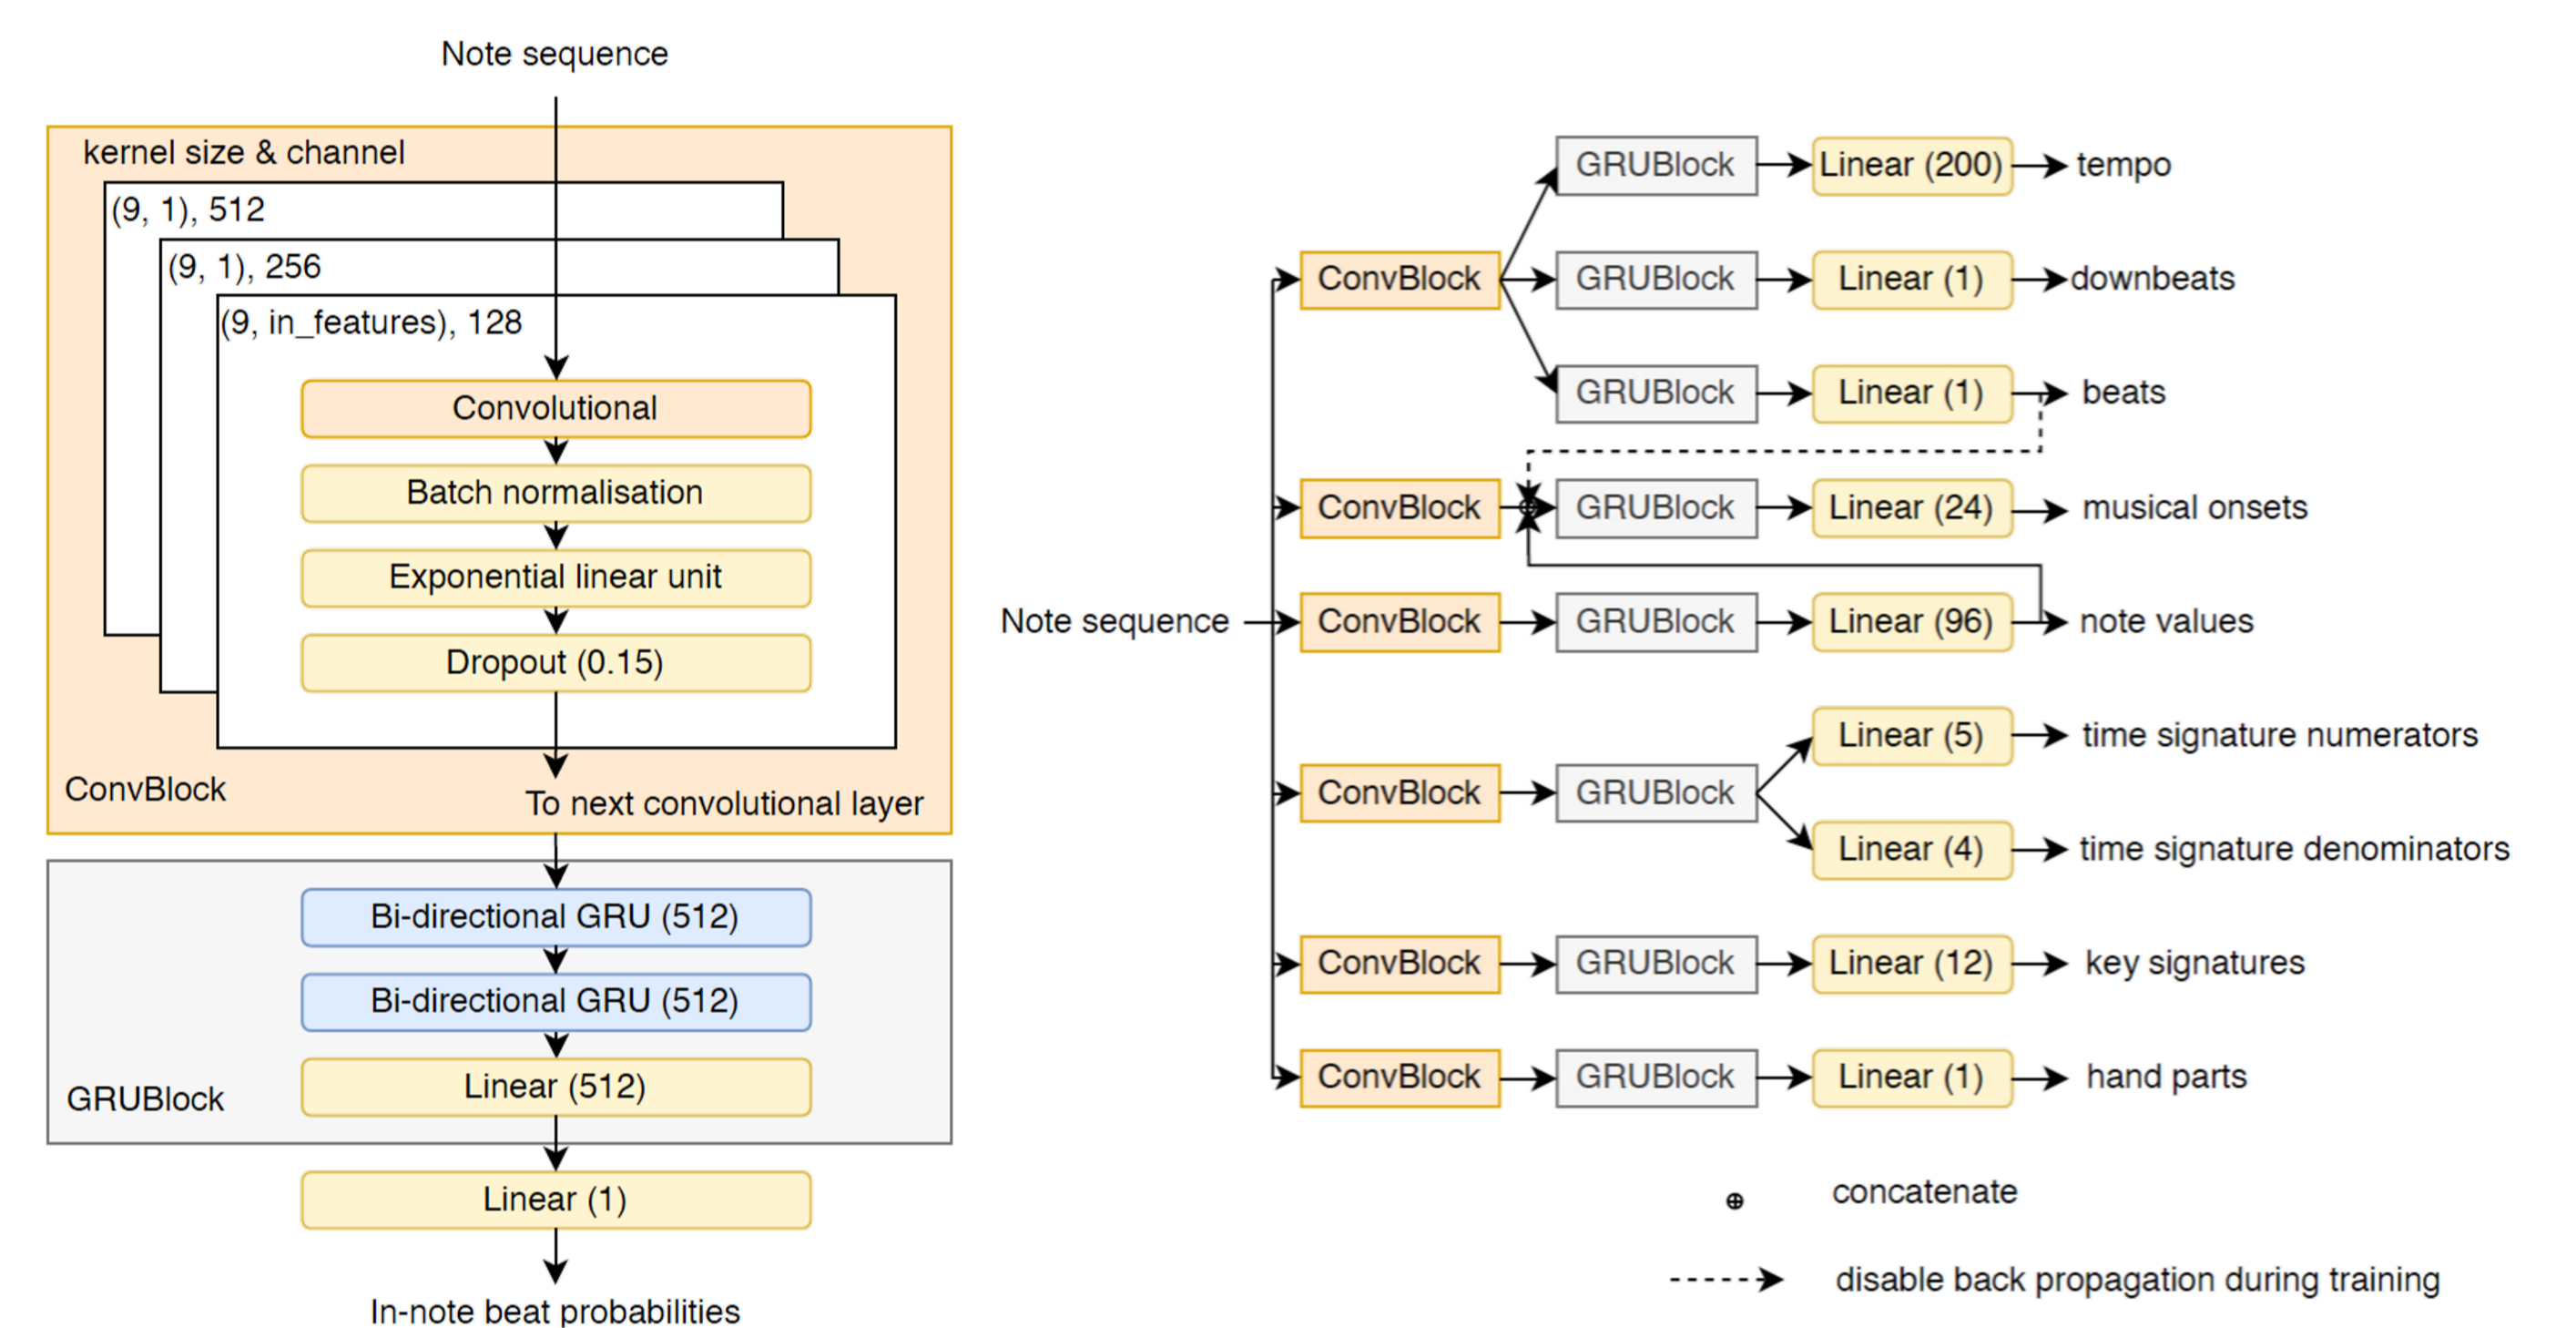 Note sequence
kernel size & channel
(9, 1), 512
(9, 1), 256
(9, in_features), 128
Convolutional
Batch normalisation
Exponential linear unit
Dropout (0.15)
ConvBlock
To next convolutional layer
Bi-directional GRU (512)
Bi-directional GRU (512)
Linear (512)
GRUBlock
Linear (1)
In-note beat probabilities
Note sequence
ConvBlock
GRUBlock
Linear (200)
tempo
GRUBlock
Linear (1)
downbeats
GRUBlock
Linear (1)
beats
ConvBlock
GRUBlock
Linear (24)
musical onsets
ConvBlock
GRUBlock
Linear (96)
note values
ConvBlock
GRUBlock
Linear (5)
time signature numerators
Linear (4)
time signature denominators
ConvBlock
GRUBlock
Linear (12)
key signatures
ConvBlock
GRUBlock
Linear (1)
hand parts
concatenate
disable back propagation during training